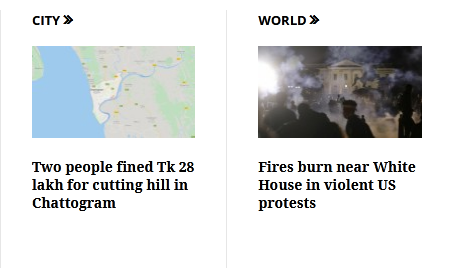 CITY
Two people fined Tk 28
lakh for cutting hill in
Chattogram
WORLD
Fires burn near White
House in violent US
protests